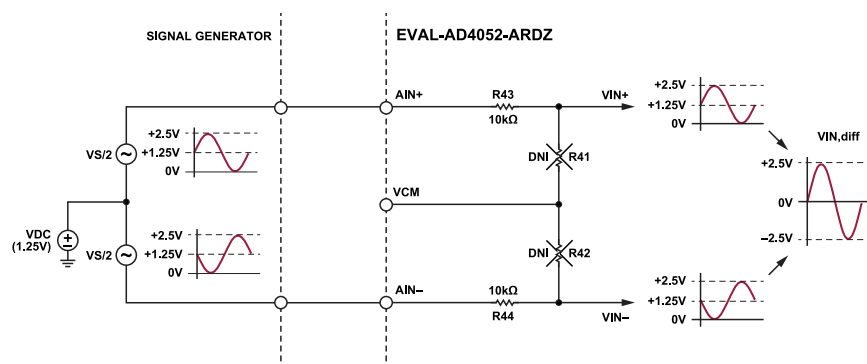 SIGNAL GENERATOR
EVAL-AD4052-ARDZ
AIN+
R43
10kΩ
VIN+
+2.5V
+1.25V
0V
VS/2
+2.5V
+1.25V
0V
DNI
R41
VIN,diff
+2.5V
0V
–2.5V
VCM
VDC
(1.25V)
VS/2
+2.5V
+1.25V
0V
DNI
R42
AIN–
10kΩ
R44
VIN–
+2.5V
+1.25V
0V